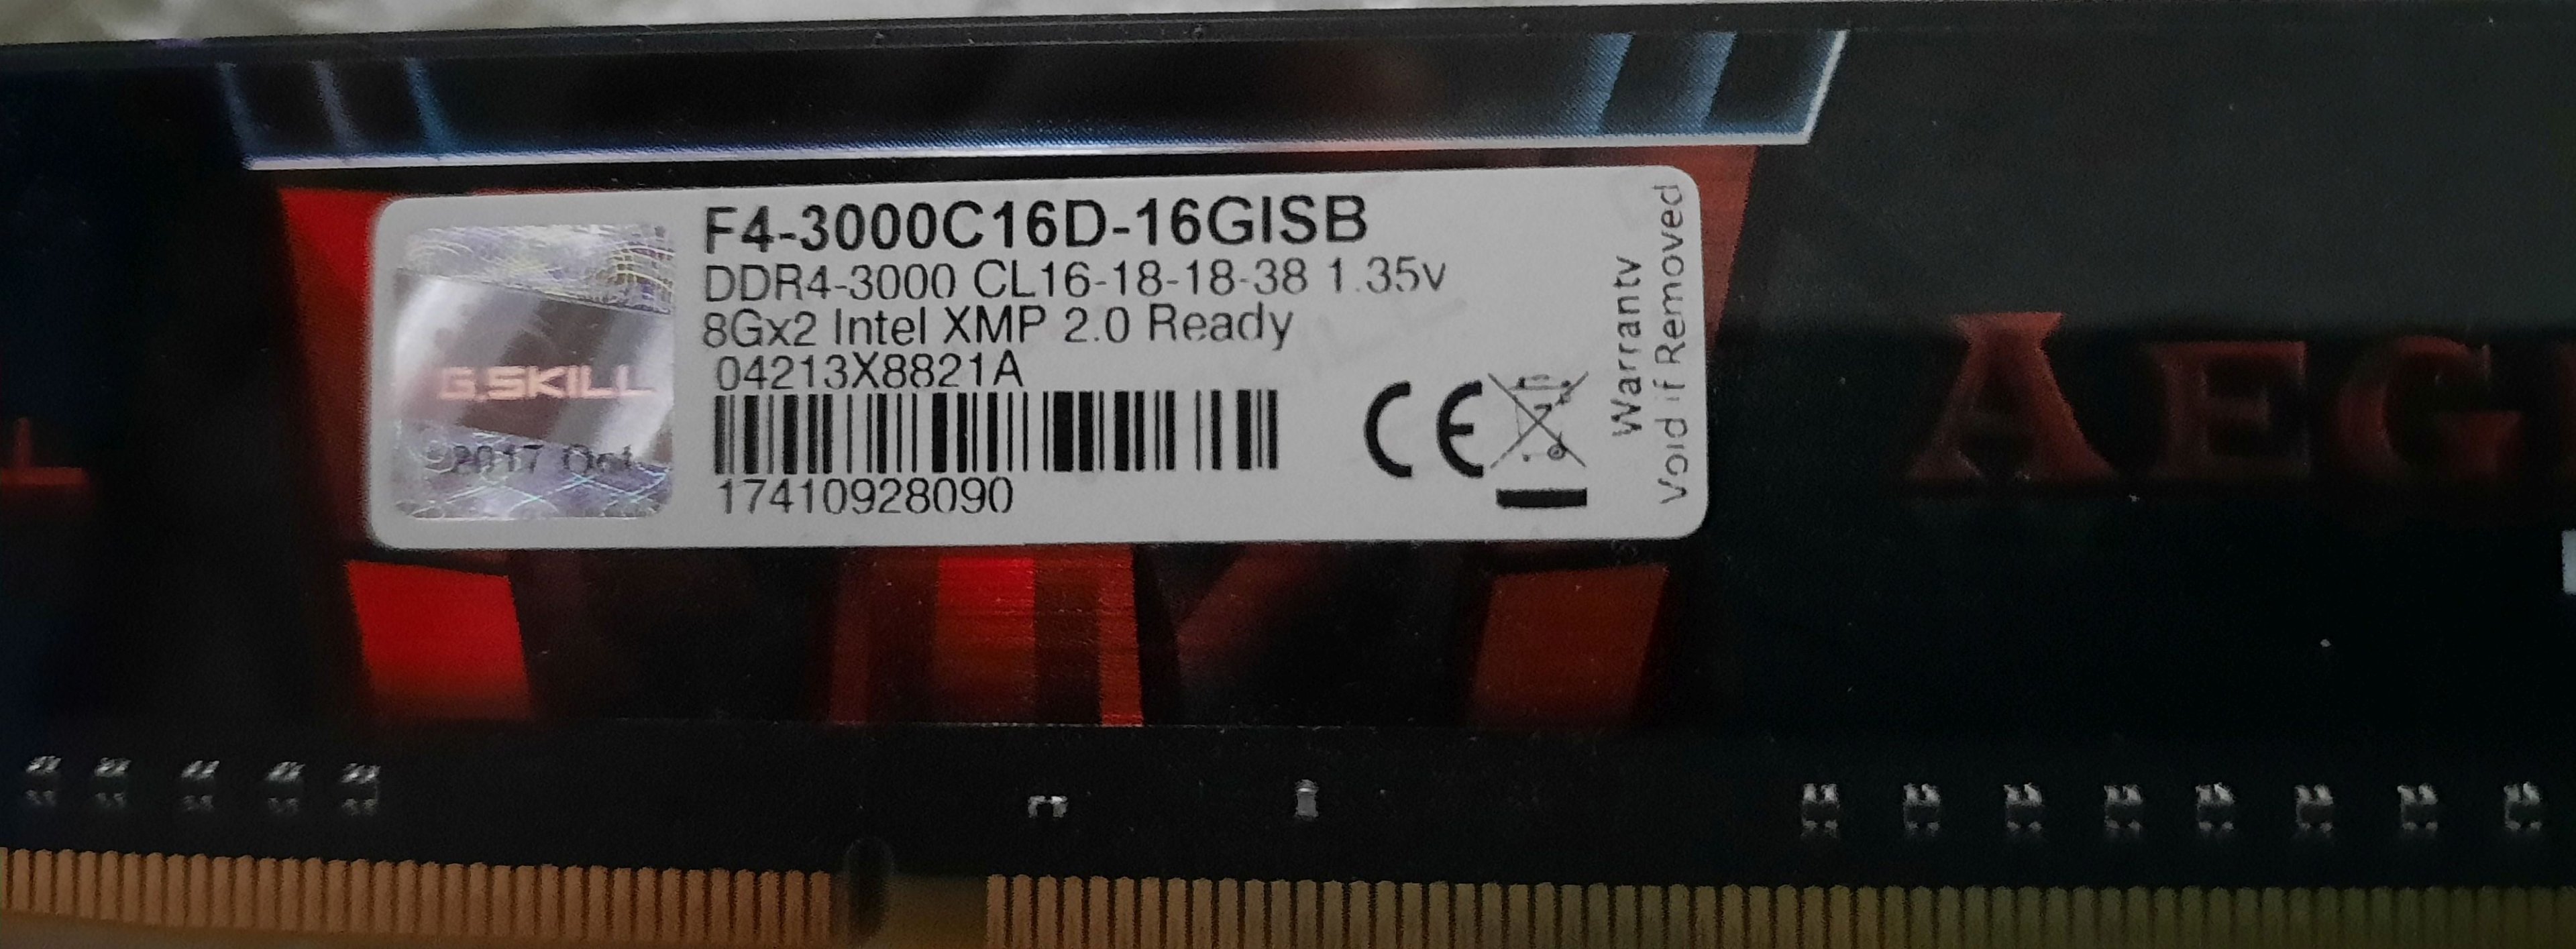 F4-3000C16D-16GISB
DDR4-3000 CL16-18-18-38 1.35v
8Gx2 Intel XMP 2.0 Ready
04213X8821A
17410928090
G.SKILL
2017 Oct
CE
Warranty
Void if Removed
AEG